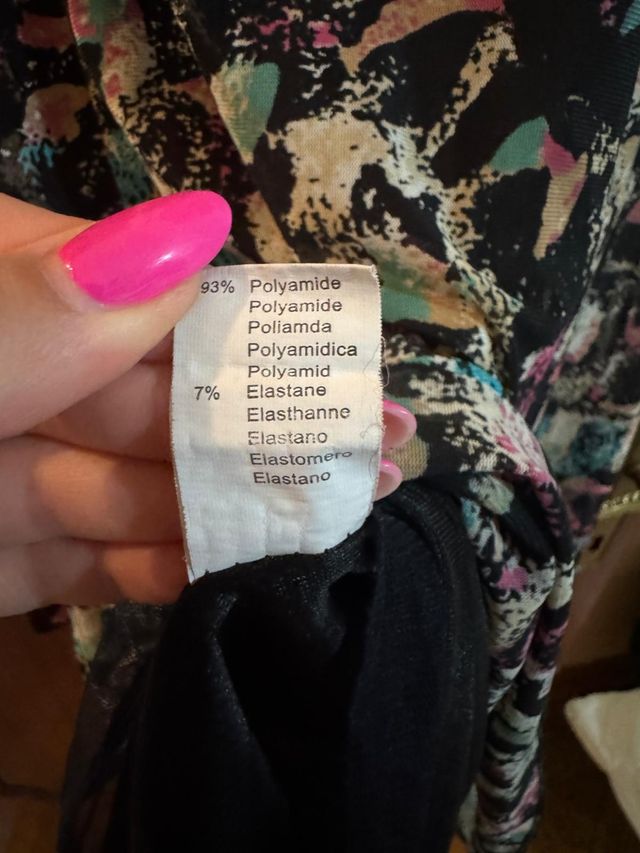 93% Polyamide
Polyamide
Poliamda
Polyamidica
Polyamid
7% Elastane
Elasthanne
Elastano
Elastomero
Elastano